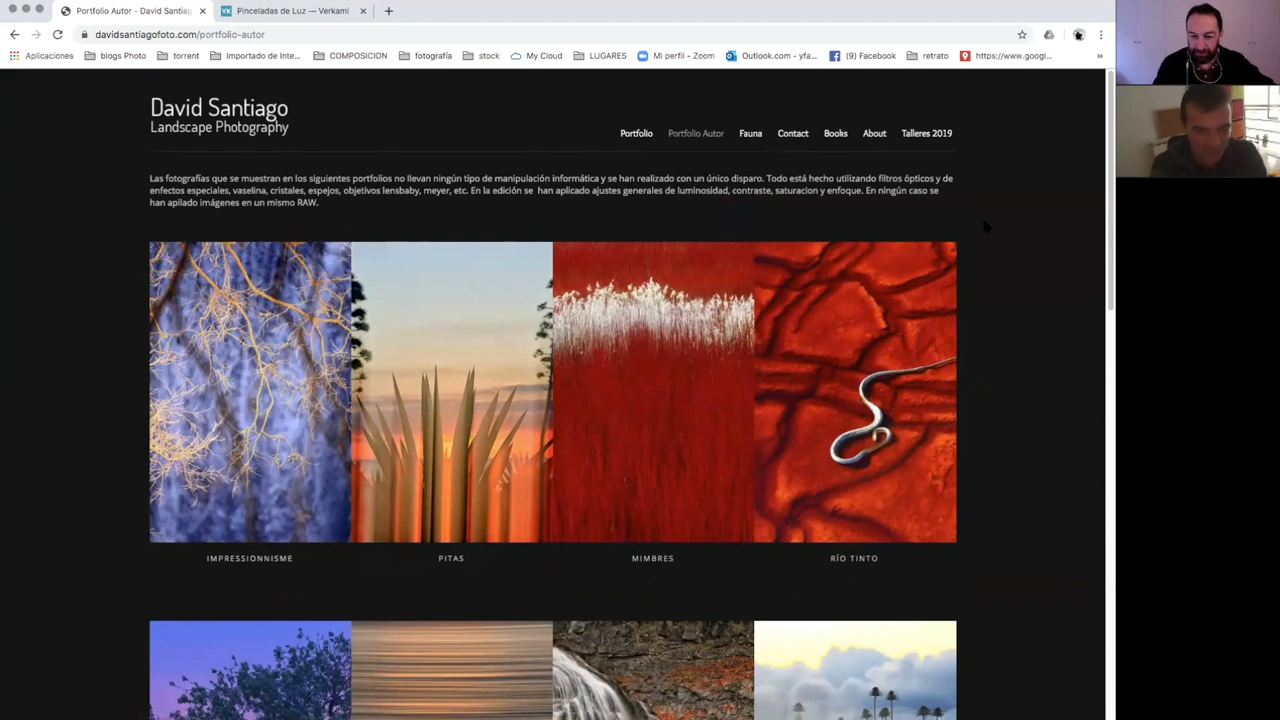 Portfolio Autor - David Santiag
Pinceladas de Luz — Verkami
davidsantiagofoto.com/portfolio-autor
Aplicaciones
blogs Photo
torrent
Importado de Inte...
COMPOSICION
fotografía
stock
My Cloud
LUGARES
Mi perfil - Zoom
Outlook.com - yfa...
(9) Facebook
retrato
https://www.googl...
»
David Santiago
Landscape Photography
Portfolio
Portfolio Autor
Fauna
Contact
Books
About
Talleres 2019
Las fotografías que se muestran en los siguientes portfolios no llevan ningún tipo de manipulación informática y se han realizado con un único disparo. Todo está hecho utilizando filtros ópticos y de
enfectos especiales, vaselina, cristales, espejos, objetivos lensbaby, meyer, etc. En la edición se han aplicado ajustes generales de luminosidad, contraste, saturacion y enfoque. En ningún caso se
han apilado imágenes en un mismo RAW.
IMPRESSIONNISME
PITAS
MIMBRES
RÍO TINTO